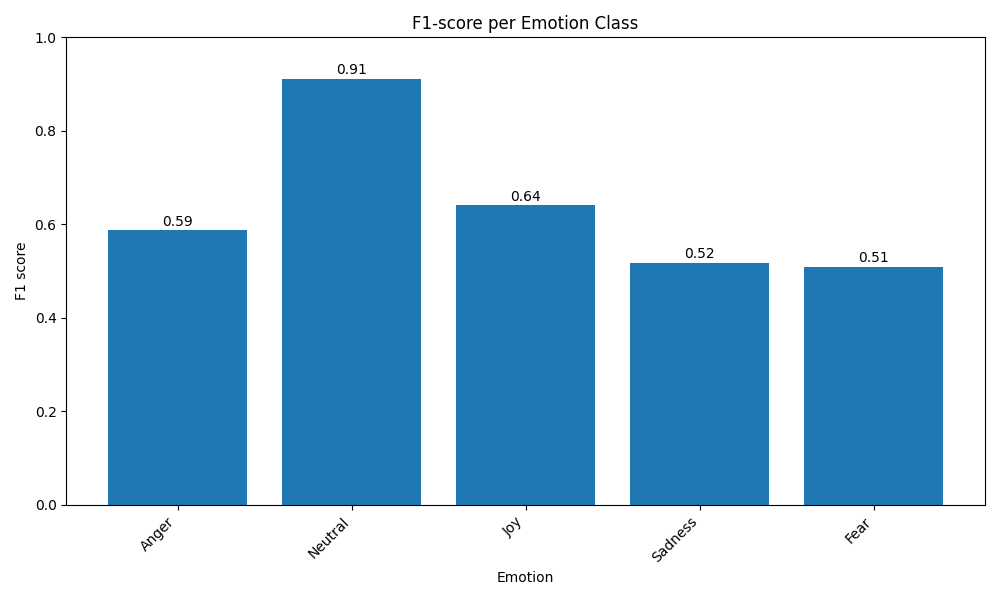 F1-score per Emotion Class
1.0
0.8
0.6
0.4
0.2
0.0
F1 score
0.59
0.91
0.64
0.52
0.51
Anger
Neutral
Joy
Sadness
Fear
Emotion